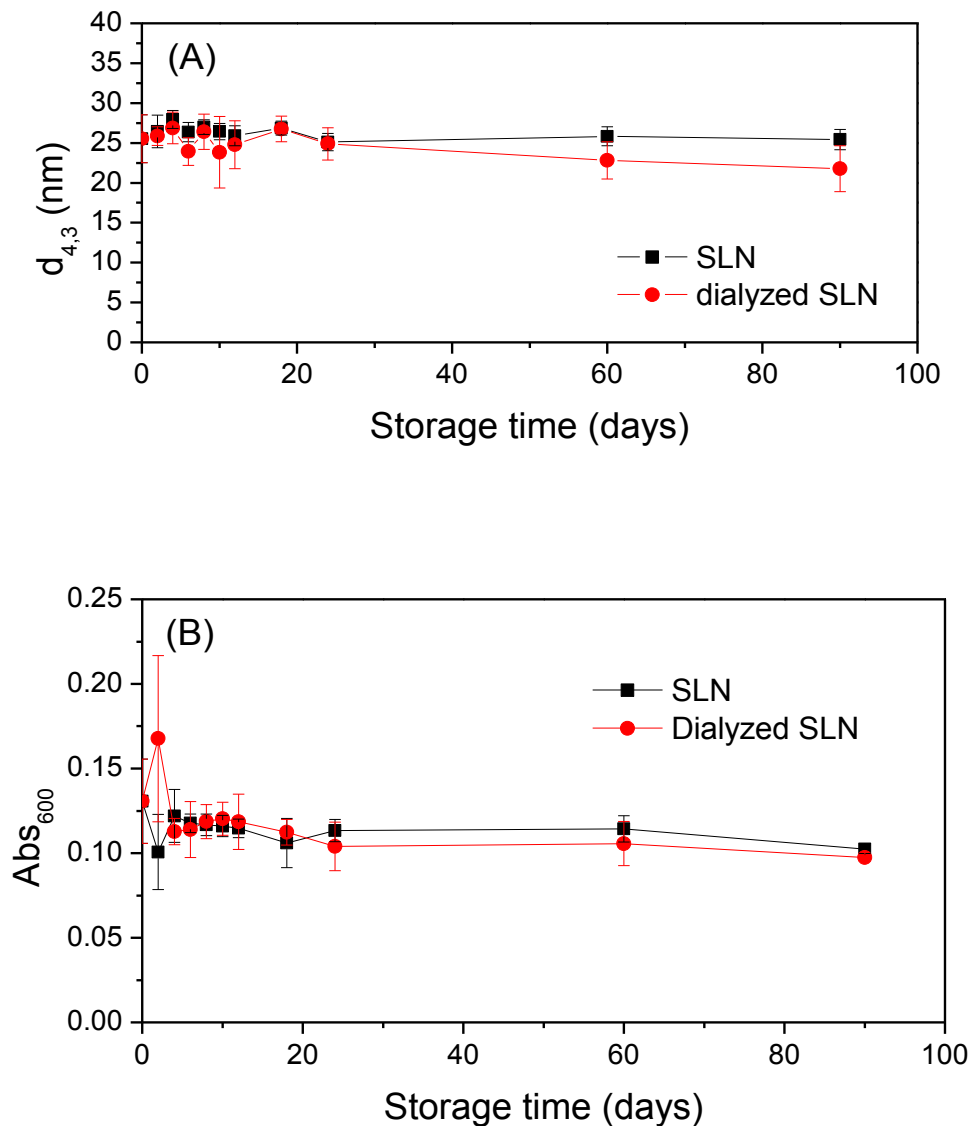 (A)
40
35
30
25
20
15
10
5
0
d4,3 (nm)
SLN
dialyzed SLN
0 20 40 60 80 100
Storage time (days)
(B)
0.25
0.20
0.15
0.10
0.05
0.00
Abs600
SLN
Dialyzed SLN
0 20 40 60 80 100
Storage time (days)